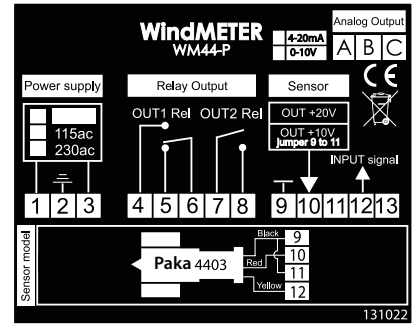 WindMETER
WM44-P
4-20mA
0-10V
Analog Output
A B C
Power supply
Relay Output
Sensor
115ac
230ac
OUT1 Rel OUT2 Rel
OUT +20V
OUT +10V
Jumper 9 to 11
INPUT signal
CE
1 2 3 4 5 6 7 8 9 10 11 12 13
Sensor model
Paka 4403
Black
Red
Yellow
9
10
11
12
131022